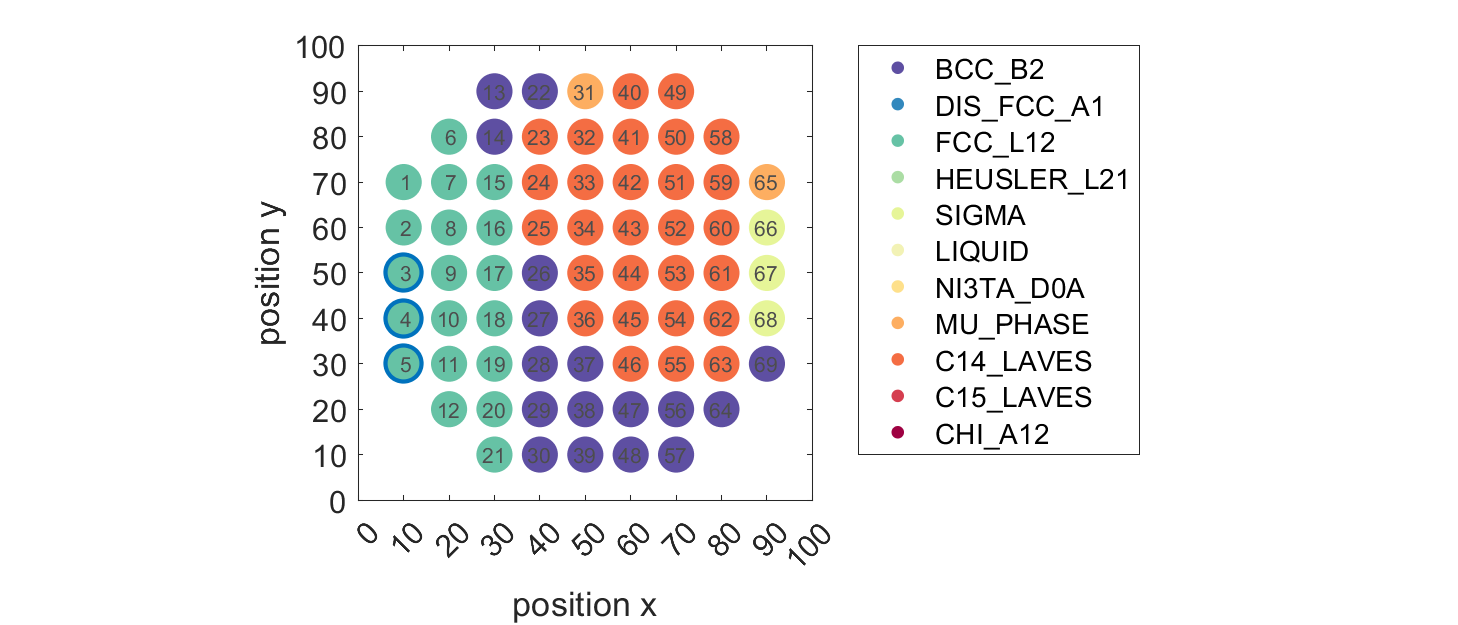 100
90
80
70
60
50
40
30
20
10
0
position y
13 22 31 40 49
6 14 23 32 41 50 58
1 7 15 24 33 42 51 59 65
2 8 16 25 34 43 52 60 66
3 9 17 26 35 44 53 61 67
4 10 18 27 36 45 54 62 68
5 11 19 28 37 46 55 63 69
12 20 29 38 47 56 64
21 30 39 48 57
0 10 20 30 40 50 60 70 80 90 100
position x
BCC_B2
DIS_FCC_A1
FCC_L12
HEUSLER_L21
SIGMA
LIQUID
NI3TA_D0A
MU_PHASE
C14_LAVES
C15_LAVES
CHI_A12